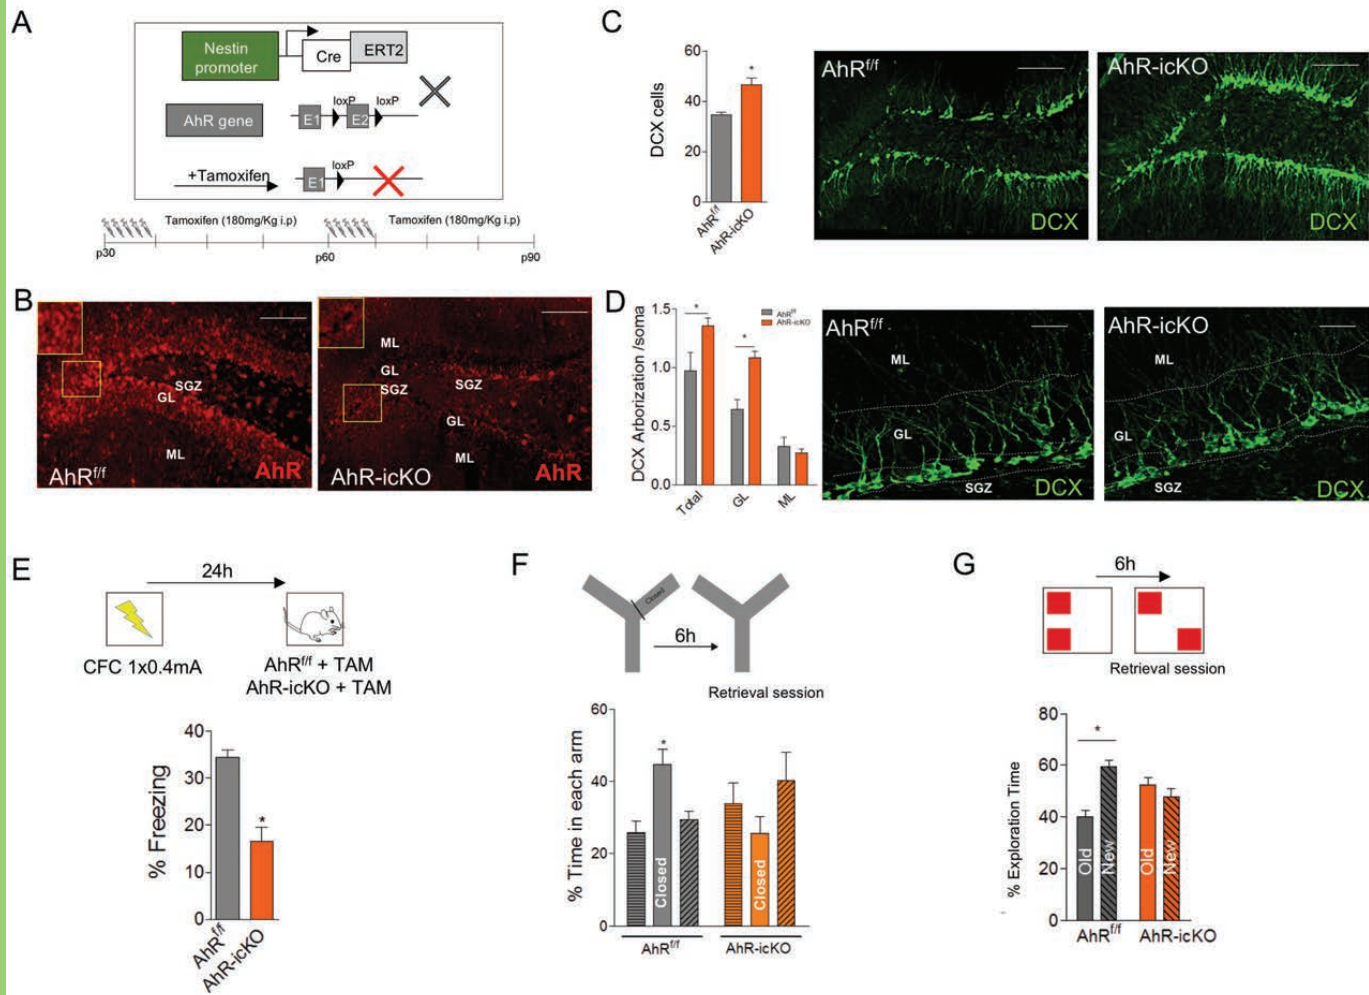 A
Nestin
promoter
Cre
ERT2
AhR gene
loxP
loxP
E1
E2
+Tamoxifen
loxP
E1
Tamoxifen (180mg/Kg i.p)
Tamoxifen (180mg/Kg i.p)
p30
p60
p90
B
SGZ
GL
ML
AhRf/f
AhR
ML
GL
SGZ
SGZ
GL
ML
AhR-icKO
AhR
C
DCX cells
60
40
20
0
*
AhRf/f
AhR-icKO
AhRf/f
DCX
AhR-icKO
DCX
D
DCX Arborization /soma
1.5
1.0
0.5
0.0
*
*
AhRf/f
AhR-icKO
Total
GL
ML
AhRf/f
ML
GL
SGZ
DCX
AhR-icKO
ML
GL
SGZ
DCX
E
24h
CFC 1x0.4mA
AhRf/f + TAM
AhR-icKO + TAM
% Freezing
40
30
20
10
0
*
AhRf/f
AhR-icKO
F
Closed
6h
Retrieval session
% Time in each arm
60
40
20
0
*
Closed
Closed
AhRf/f
AhR-icKO
G
6h
Retrieval session
% Exploration Time
80
60
40
20
0
*
Old
New
Old
New
AhRf/f
AhR-icKO